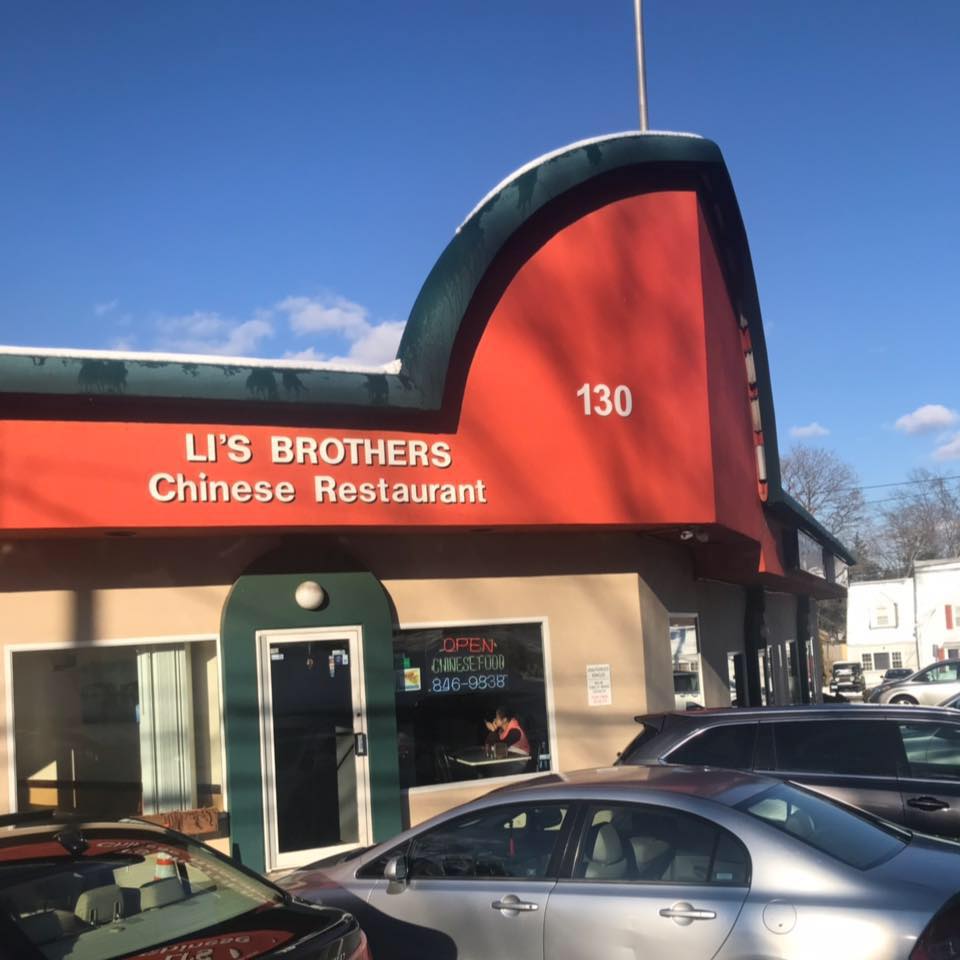 130
LI'S BROTHERS
Chinese Restaurant
OPEN
CHINESE FOOD
846-9838